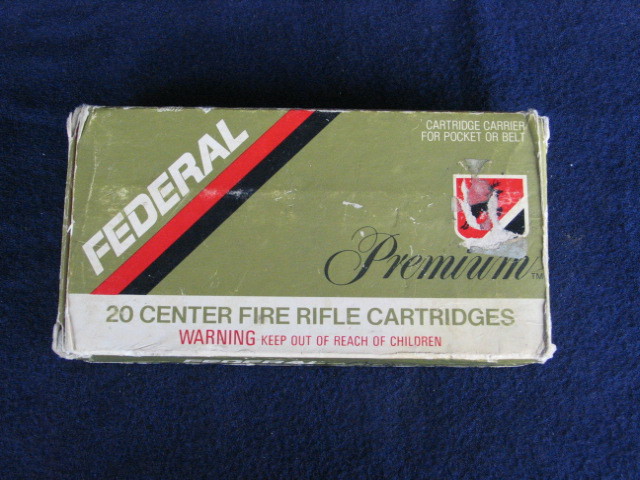 FEDERAL
CARTRIDGE CARRIER
FOR POCKET OR BELT
Premium TM
20 CENTER FIRE RIFLE CARTRIDGES
WARNING KEEP OUT OF REACH OF CHILDREN
FEDERAL